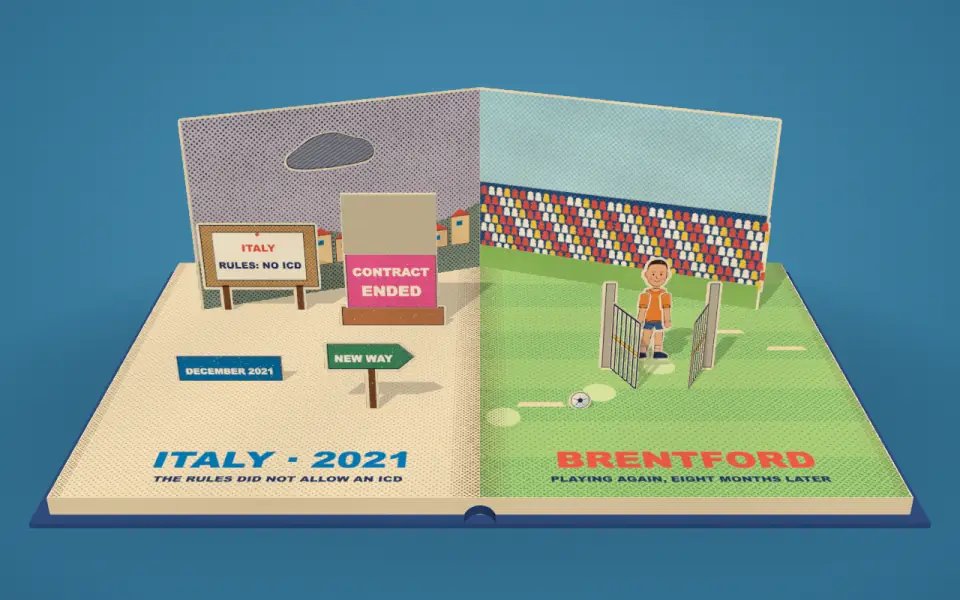 ITALY
RULES: NO ICD
CONTRACT
ENDED
DECEMBER 2021
NEW WAY
ITALY · 2021
THE RULES DID NOT ALLOW AN ICD
BRENTFORD
PLAYING AGAIN, EIGHT MONTHS LATER